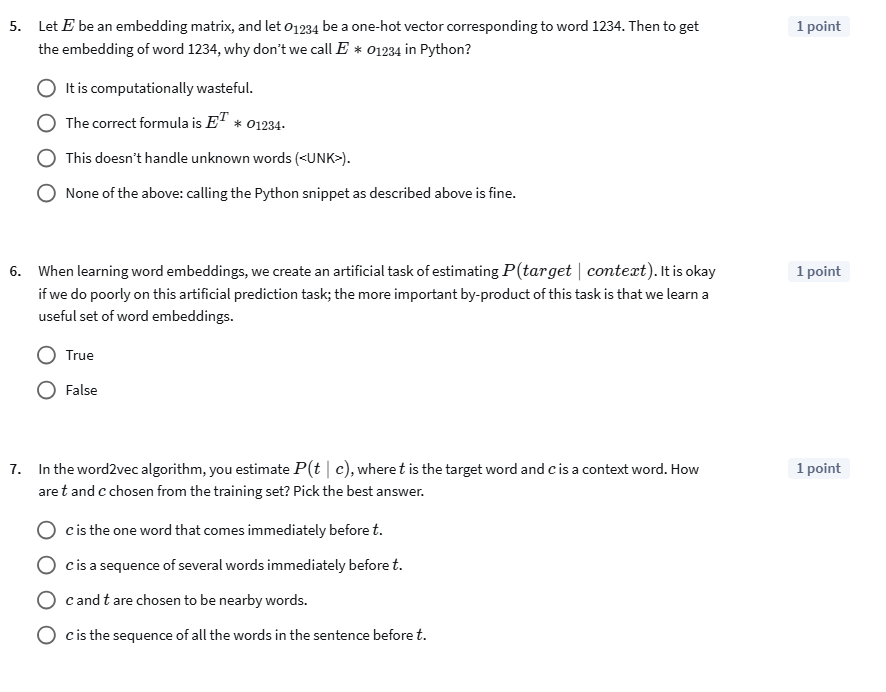 5. Let E be an embedding matrix, and let o₁₂₃₄ be a one-hot vector corresponding to word 1234. Then to get 1 point
the embedding of word 1234, why don't we call E * o₁₂₃₄ in Python?
It is computationally wasteful.
The correct formula is Eᵀ * o₁₂₃₄.
This doesn't handle unknown words (<UNK>).
None of the above: calling the Python snippet as described above is fine.
6. When learning word embeddings, we create an artificial task of estimating P(target | context). It is okay 1 point
if we do poorly on this artificial prediction task; the more important by-product of this task is that we learn a
useful set of word embeddings.
True
False
7. In the word2vec algorithm, you estimate P(t | c), where t is the target word and c is a context word. How 1 point
are t and c chosen from the training set? Pick the best answer.
c is the one word that comes immediately before t.
c is a sequence of several words immediately before t.
c and t are chosen to be nearby words.
c is the sequence of all the words in the sentence before t.